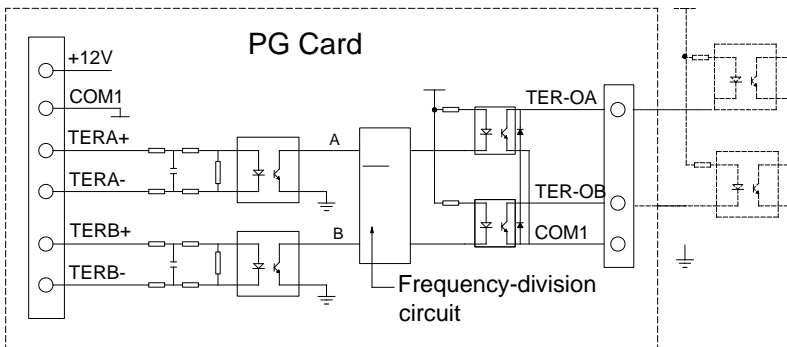 PG Card
+12V
COM1
TERA+
TERA-
TERB+
TERB-
A
B
TER-OA
TER-OB
COM1
Frequency-division
circuit